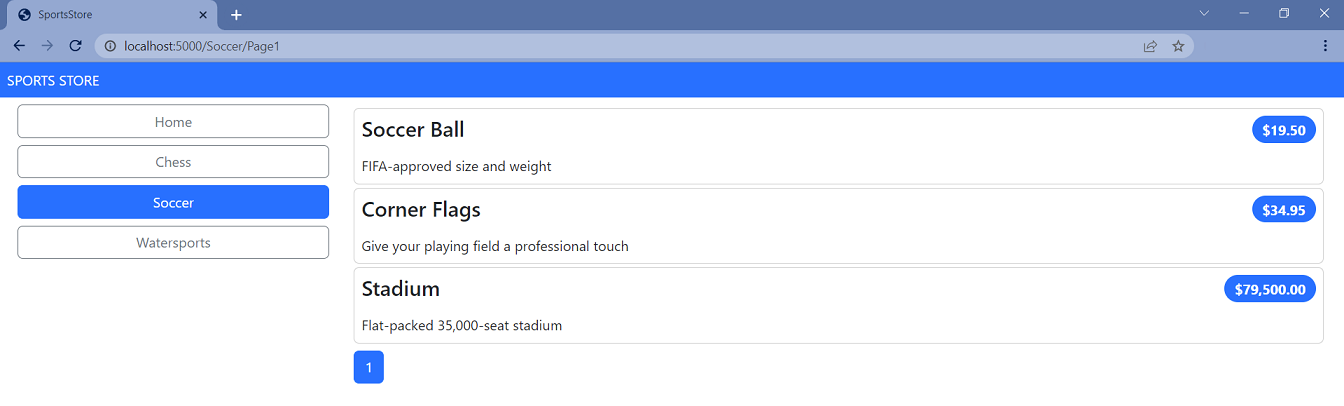 SportsStore
localhost:5000/Soccer/Page1
SPORTS STORE
Home
Chess
Soccer
Watersports
Soccer Ball
$19.50
FIFA-approved size and weight
Corner Flags
$34.95
Give your playing field a professional touch
Stadium
$79,500.00
Flat-packed 35,000-seat stadium
1